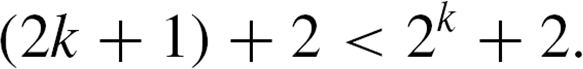 (2k + 1) + 2 < 2^k + 2.